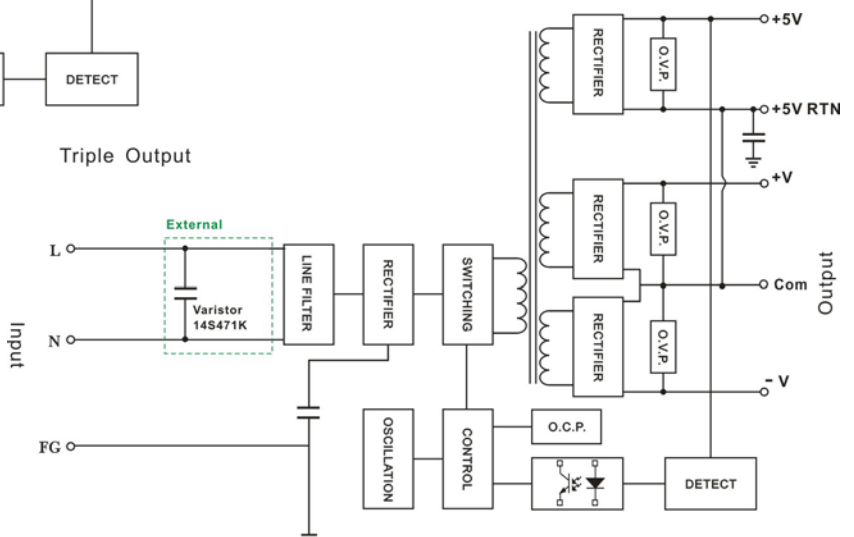 DETECT
Triple Output
External
L
N
FG
Input
Varistor
14S471K
LINE FILTER
RECTIFIER
SWITCHING
OSCILLATION
CONTROL
O.C.P.
DETECT
RECTIFIER
O.V.P.
+5V
+5V RTN
RECTIFIER
O.V.P.
+V
Com
RECTIFIER
O.V.P.
- V
Output